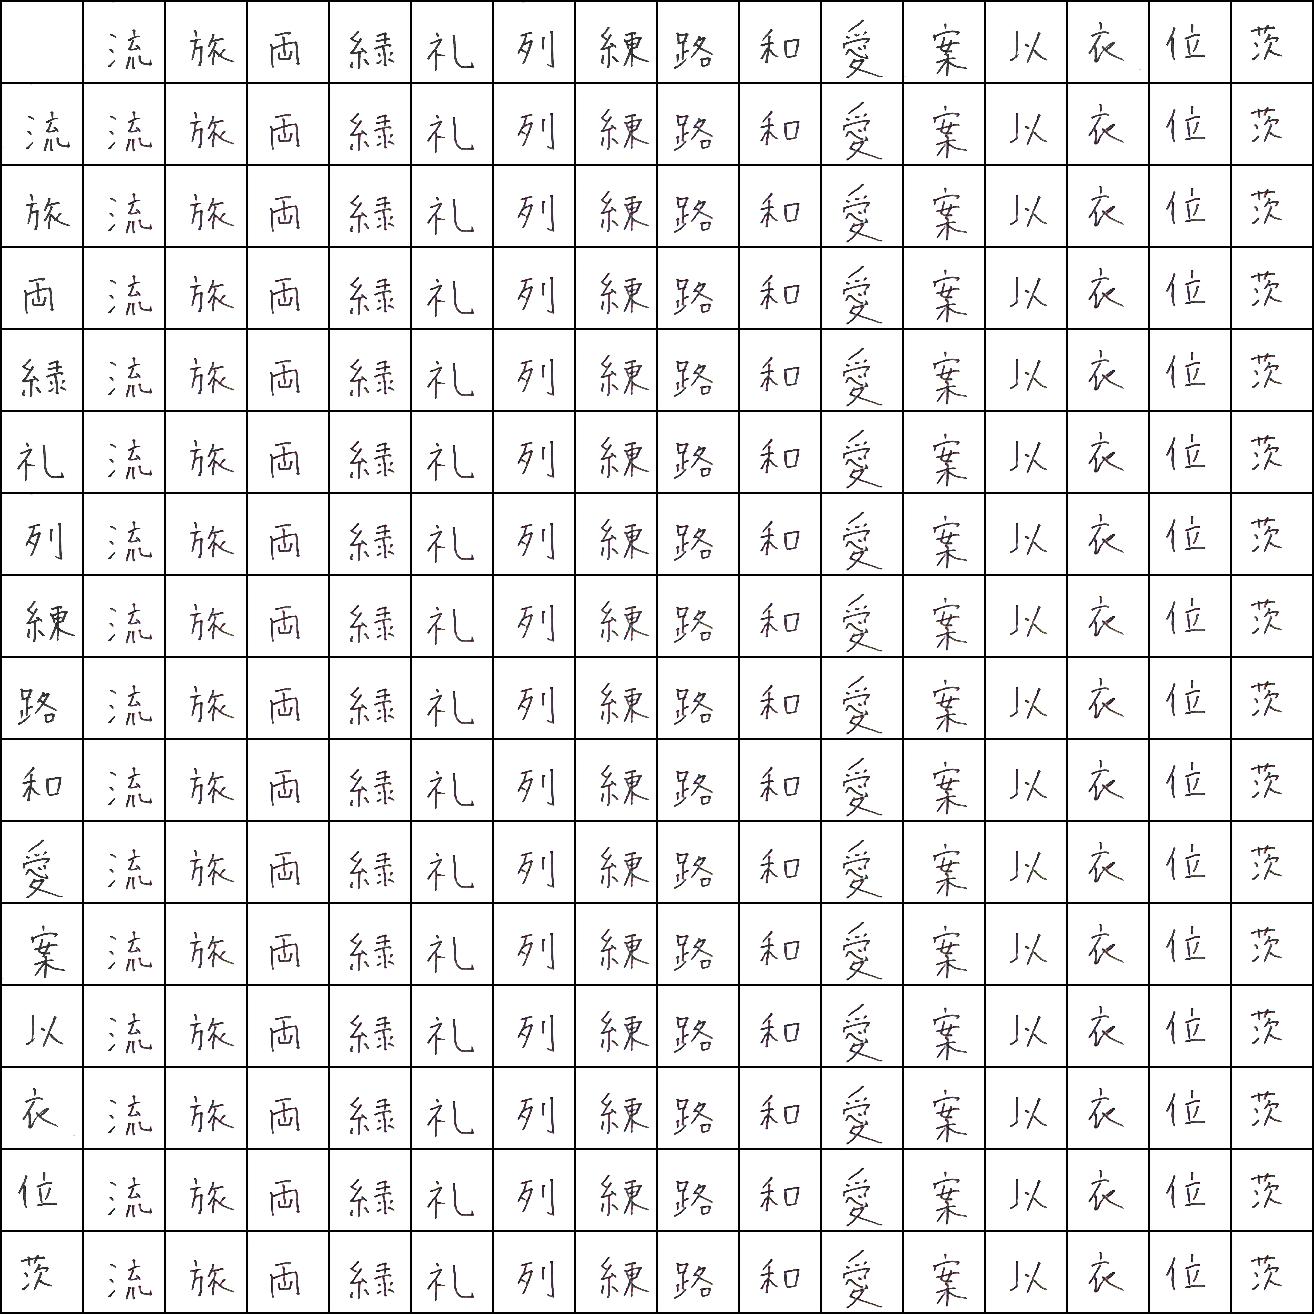 流 旅 両 緑 礼 列 練 路 和 愛 案 以 衣 位 茨
流 流 旅 両 緑 礼 列 練 路 和 愛 案 以 衣 位 茨
旅 流 旅 両 緑 礼 列 練 路 和 愛 案 以 衣 位 茨
両 流 旅 両 緑 礼 列 練 路 和 愛 案 以 衣 位 茨
緑 流 旅 両 緑 礼 列 練 路 和 愛 案 以 衣 位 茨
礼 流 旅 両 緑 礼 列 練 路 和 愛 案 以 衣 位 茨
列 流 旅 両 緑 礼 列 練 路 和 愛 案 以 衣 位 茨
練 流 旅 両 緑 礼 列 練 路 和 愛 案 以 衣 位 茨
路 流 旅 両 緑 礼 列 練 路 和 愛 案 以 衣 位 茨
和 流 旅 両 緑 礼 列 練 路 和 愛 案 以 衣 位 茨
愛 流 旅 両 緑 礼 列 練 路 和 愛 案 以 衣 位 茨
案 流 旅 両 緑 礼 列 練 路 和 愛 案 以 衣 位 茨
以 流 旅 両 緑 礼 列 練 路 和 愛 案 以 衣 位 茨
衣 流 旅 両 緑 礼 列 練 路 和 愛 案 以 衣 位 茨
位 流 旅 両 緑 礼 列 練 路 和 愛 案 以 衣 位 茨
茨 流 旅 両 緑 礼 列 練 路 和 愛 案 以 衣 位 茨